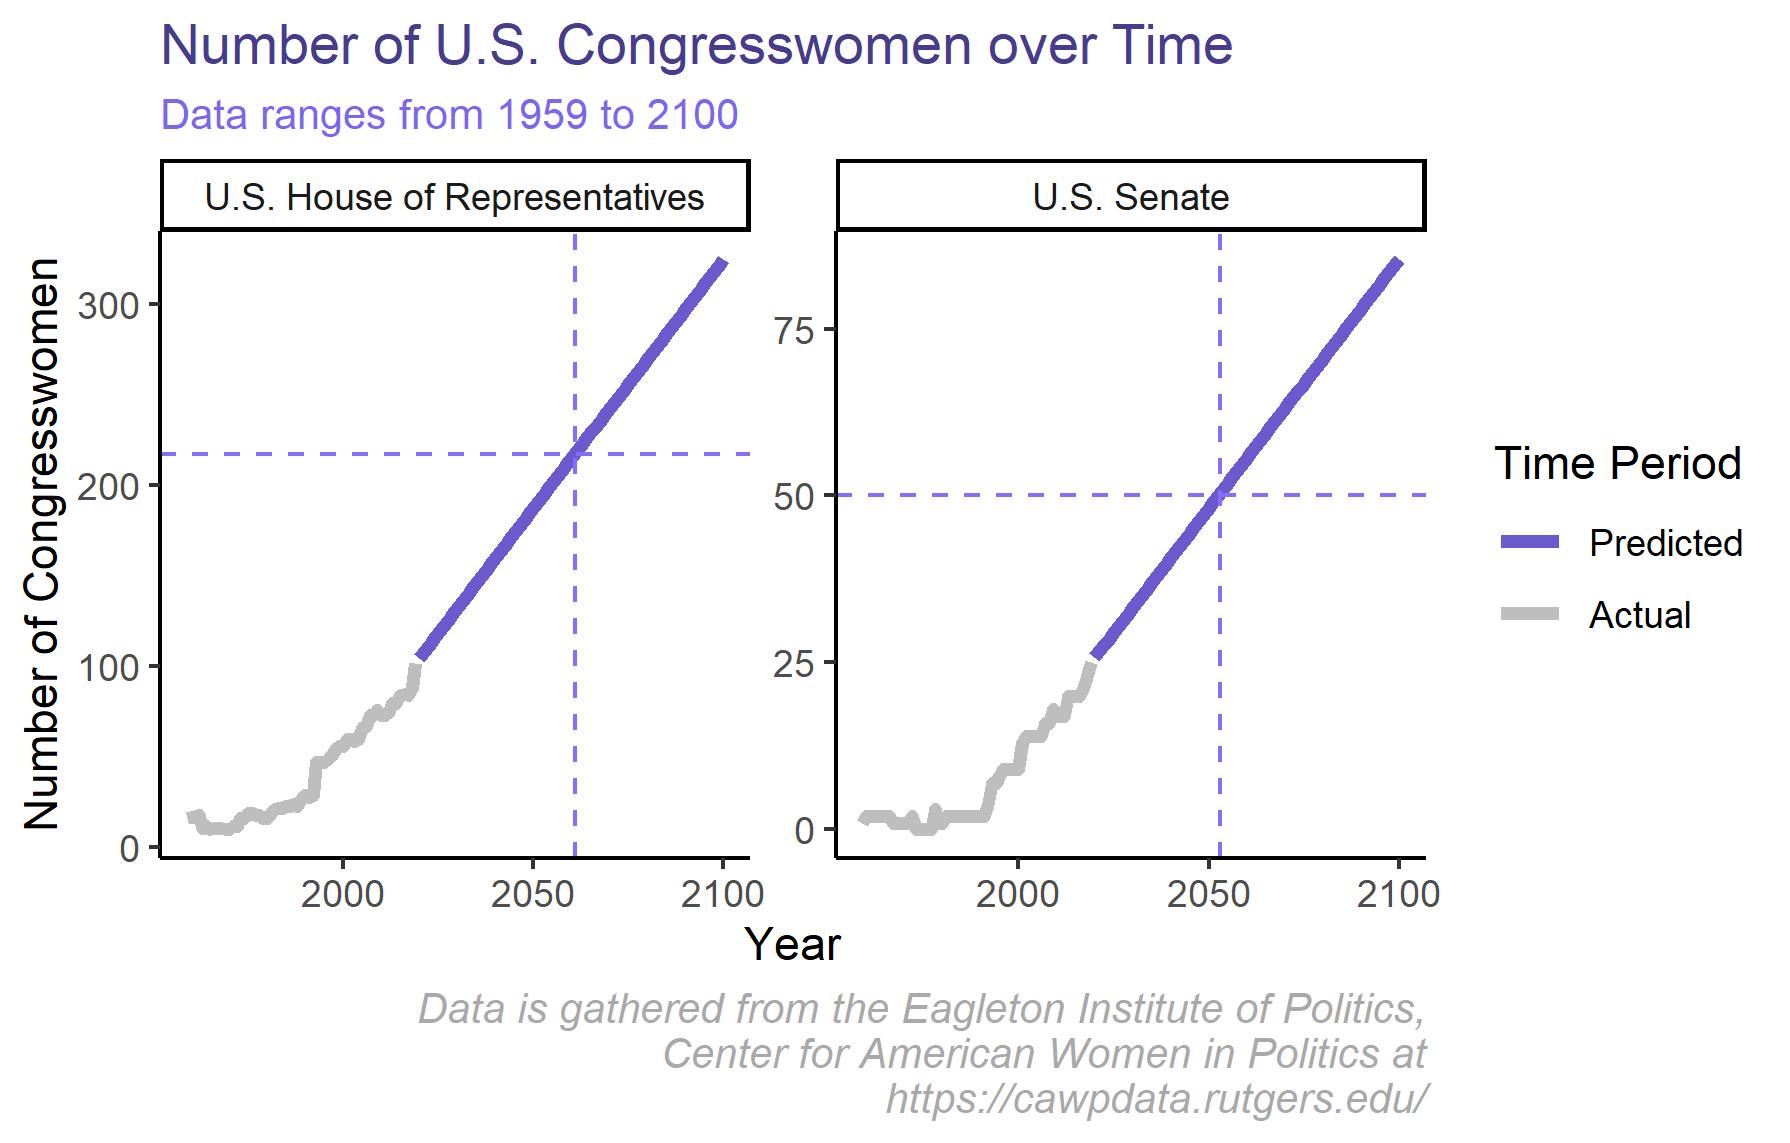 Number of U.S. Congresswomen over Time
Data ranges from 1959 to 2100
U.S. House of Representatives
U.S. Senate
Number of Congresswomen
300
200
100
0
75
50
25
0
2000
2050
2100
2000
2050
2100
Year
Time Period
Predicted
Actual
Data is gathered from the Eagleton Institute of Politics,
Center for American Women in Politics at
https://cawpdata.rutgers.edu/